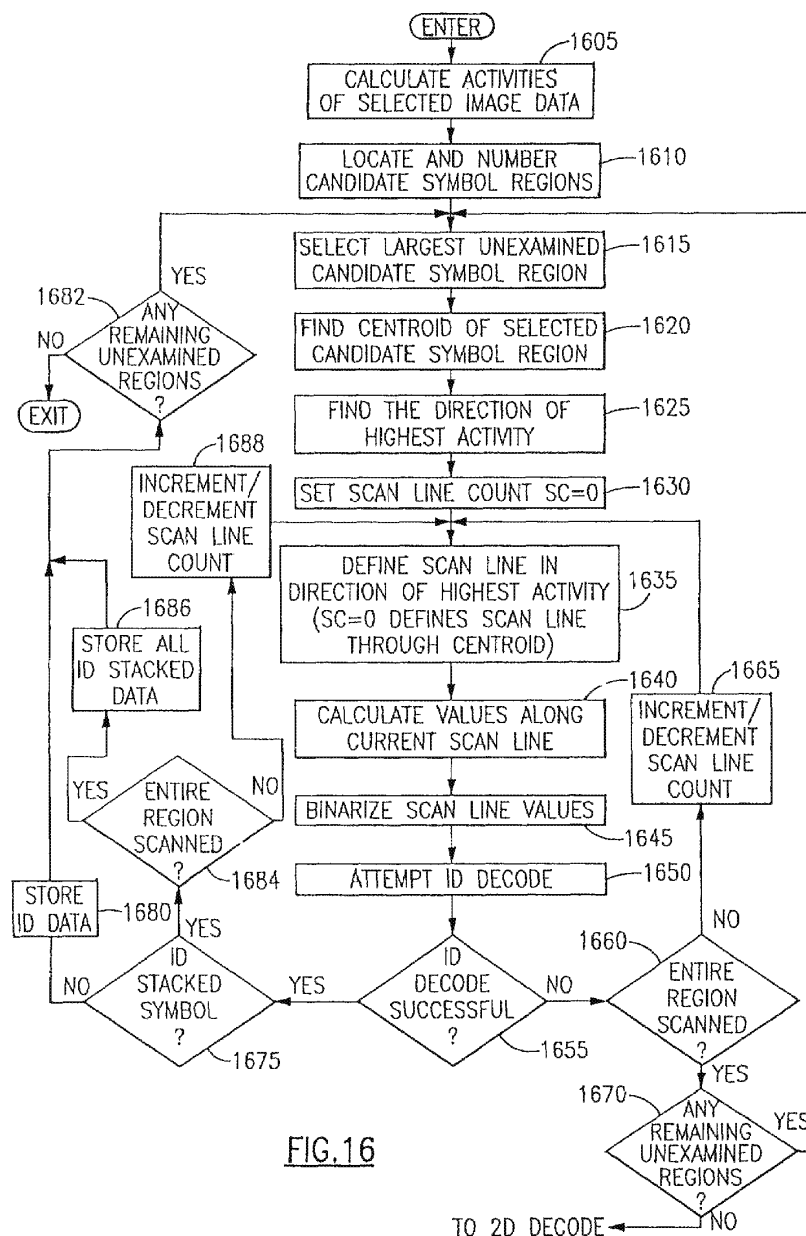 ENTER
1605
CALCULATE ACTIVITIES
OF SELECTED IMAGE DATA
1610
LOCATE AND NUMBER
CANDIDATE SYMBOL REGIONS
1615
SELECT LARGEST UNEXAMINED
CANDIDATE SYMBOL REGION
YES
1682
ANY
REMAINING
UNEXAMINED
REGIONS
?
NO
EXIT
1620
FIND CENTROID OF SELECTED
CANDIDATE SYMBOL REGION
1625
FIND THE DIRECTION OF
HIGHEST ACTIVITY
1688
INCREMENT/
DECREMENT
SCAN LINE
COUNT
SET SCAN LINE COUNT SC=0
1630
DEFINE SCAN LINE IN
DIRECTION OF HIGHEST ACTIVITY
(SC=0 DEFINES SCAN LINE
THROUGH CENTROID)
1635
1686
STORE ALL
ID STACKED
DATA
1640
CALCULATE VALUES ALONG
CURRENT SCAN LINE
1665
INCREMENT/
DECREMENT
SCAN LINE
COUNT
YES
ENTIRE
REGION
SCANNED
?
NO
1684
BINARIZE SCAN LINE VALUES
1645
ATTEMPT ID DECODE
1650
STORE
ID DATA
1680
YES
NO
ID
STACKED
SYMBOL
?
1675
YES
ID
DECODE
SUCCESSFUL
?
1655
NO
NO
1660
ENTIRE
REGION
SCANNED
?
YES
1670
ANY
REMAINING
UNEXAMINED
REGIONS
?
YES
NO
TO 2D DECODE
FIG.16